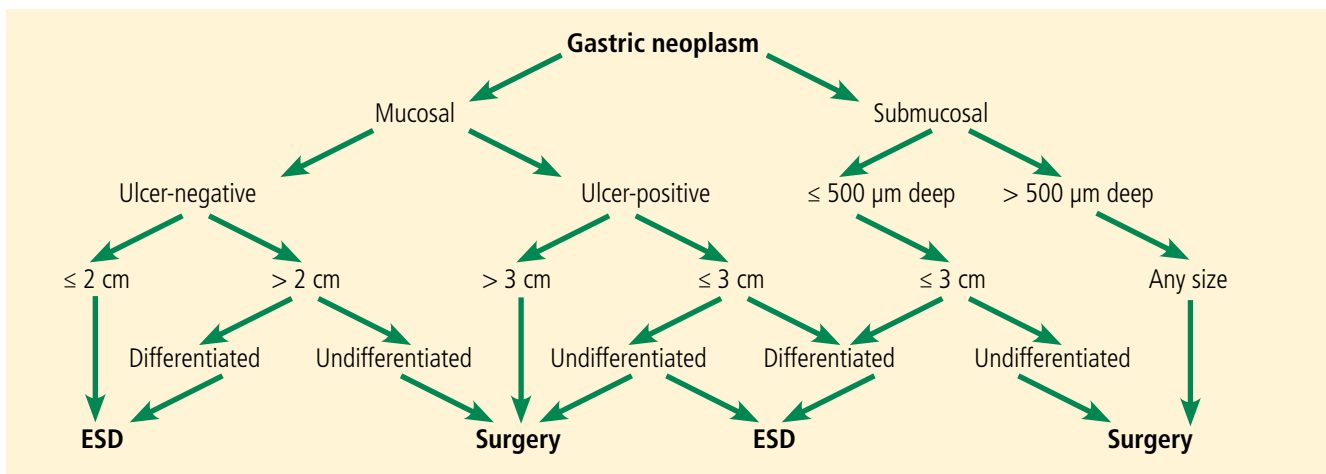 Gastric neoplasm
Mucosal
Submucosal
Ulcer-negative
Ulcer-positive
≤ 500 µm deep
> 500 µm deep
≤ 2 cm
> 2 cm
> 3 cm
≤ 3 cm
≤ 3 cm
Any size
Differentiated
Undifferentiated
Undifferentiated
Differentiated
Undifferentiated
ESD
Surgery
ESD
Surgery